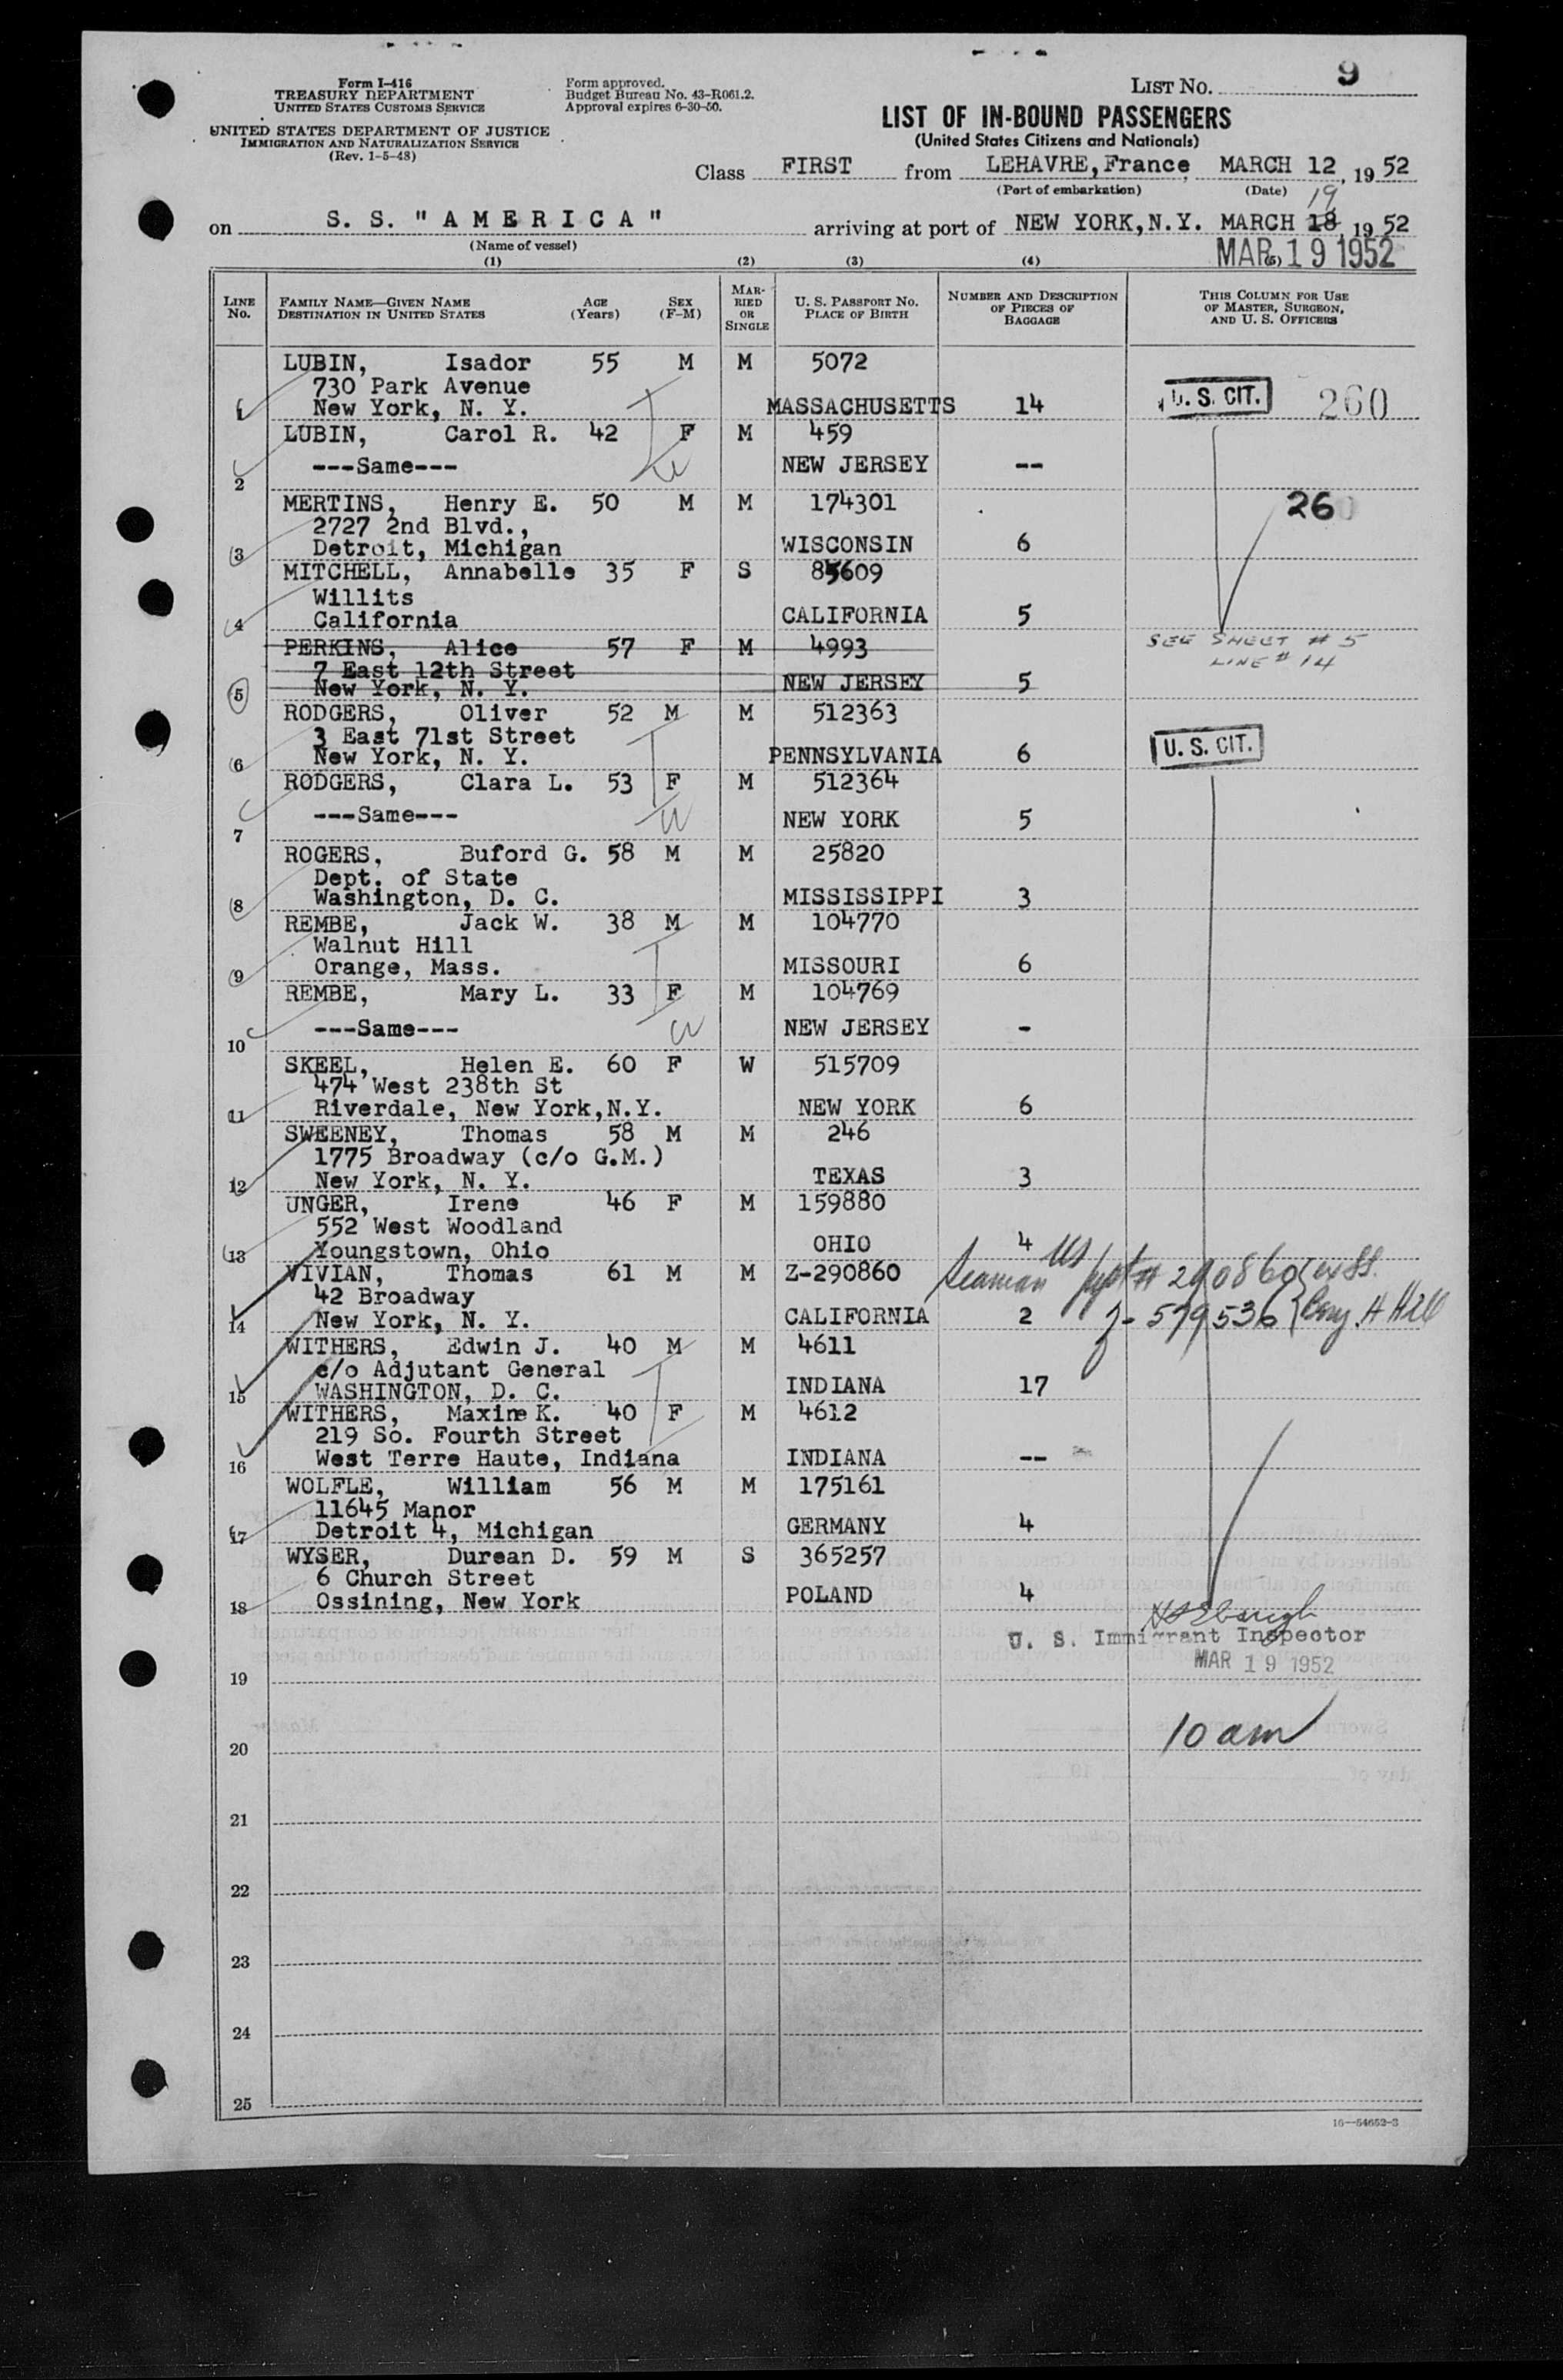 Form I-416
TREASURY DEPARTMENT
UNITED STATES CUSTOMS SERVICE
UNITED STATES DEPARTMENT OF JUSTICE
IMMIGRATION AND NATURALIZATION SERVICE
(Rev. 1-5-48)
Form approved.
Budget Bureau No. 43-R061.2.
Approval expires 6-30-50.
LIST NO. 9
LIST OF IN-BOUND PASSENGERS
(United States Citizens and Nationals)
Class FIRST from LEHAVRE, France MARCH 12, 1952
(Port of embarkation) (Date)
19
on S. S. "AMERICA" arriving at port of NEW YORK, N.Y. MARCH 18, 1952
(Name of vessel)
MAR 19 1952
(1) (2) (3) (4) (5)
LINE No. FAMILY NAME—GIVEN NAME DESTINATION IN UNITED STATES AGE (Years) SEX (F-M) MARRIED OR SINGLE U. S. PASSPORT NO. PLACE OF BIRTH NUMBER AND DESCRIPTION OF PIECES OF BAGGAGE THIS COLUMN FOR USE OF MASTER, SURGEON, AND U. S. OFFICERS
LUBIN, Isador 55 M M 5072
730 Park Avenue
1 New York, N. Y. MASSACHUSETTS 14 U. S. CIT. 260
LUBIN, Carol R. 42 F M 459
---Same--- NEW JERSEY --
2
MERTINS, Henry E. 50 M M 174301 260
2727 2nd Blvd.,
3 Detroit, Michigan WISCONSIN 6
MITCHELL, Annabelle 35 F S 85609
Willits
4 California CALIFORNIA 5
PERKINS, Alice 57 F M 4993 SEE SHEET # 5
7 East 12th Street LINE # 14
5 New York, N. Y. NEW JERSEY 5
RODGERS, Oliver 52 M M 512363
3 East 71st Street
6 New York, N. Y. PENNSYLVANIA 6 U. S. CIT.
RODGERS, Clara L. 53 F M 512364
---Same--- NEW YORK 5
7
ROGERS, Buford G. 58 M M 25820
Dept. of State
8 Washington, D. C. MISSISSIPPI 3
REMBE, Jack W. 38 M M 104770
Walnut Hill
9 Orange, Mass. MISSOURI 6
REMBE, Mary L. 33 F M 104769
---Same--- NEW JERSEY -
10
SKEEL, Helen E. 60 F W 515709
474 West 238th St
11 Riverdale, New York, N.Y. NEW YORK 6
SWEENEY, Thomas 58 M M 246
1775 Broadway (c/o G.M.)
12 New York, N. Y. TEXAS 3
UNGER, Irene 46 F M 159880
552 West Woodland
13 Youngstown, Ohio OHIO 4
VIVIAN, Thomas 61 M M Z-290860 Seaman US ppt # 290860 ex SS.
42 Broadway
14 New York, N. Y. CALIFORNIA 2 Z-579536 H Hill
WITHERS, Edwin J. 40 M M 4611
c/o Adjutant General
15 WASHINGTON, D. C. INDIANA 17
WITHERS, Maxine K. 40 F M 4612
219 So. Fourth Street
16 West Terre Haute, Indiana INDIANA --
WOLFLE, William 56 M M 175161
11645 Manor
17 Detroit 4, Michigan GERMANY 4
WYSER, Durean D. 59 M S 365257
6 Church Street
18 Ossining, New York POLAND 4
U. S. Immigrant Inspector
19 MAR 19 1952
20 10 am
21
22
23
24
25
16—54652-3